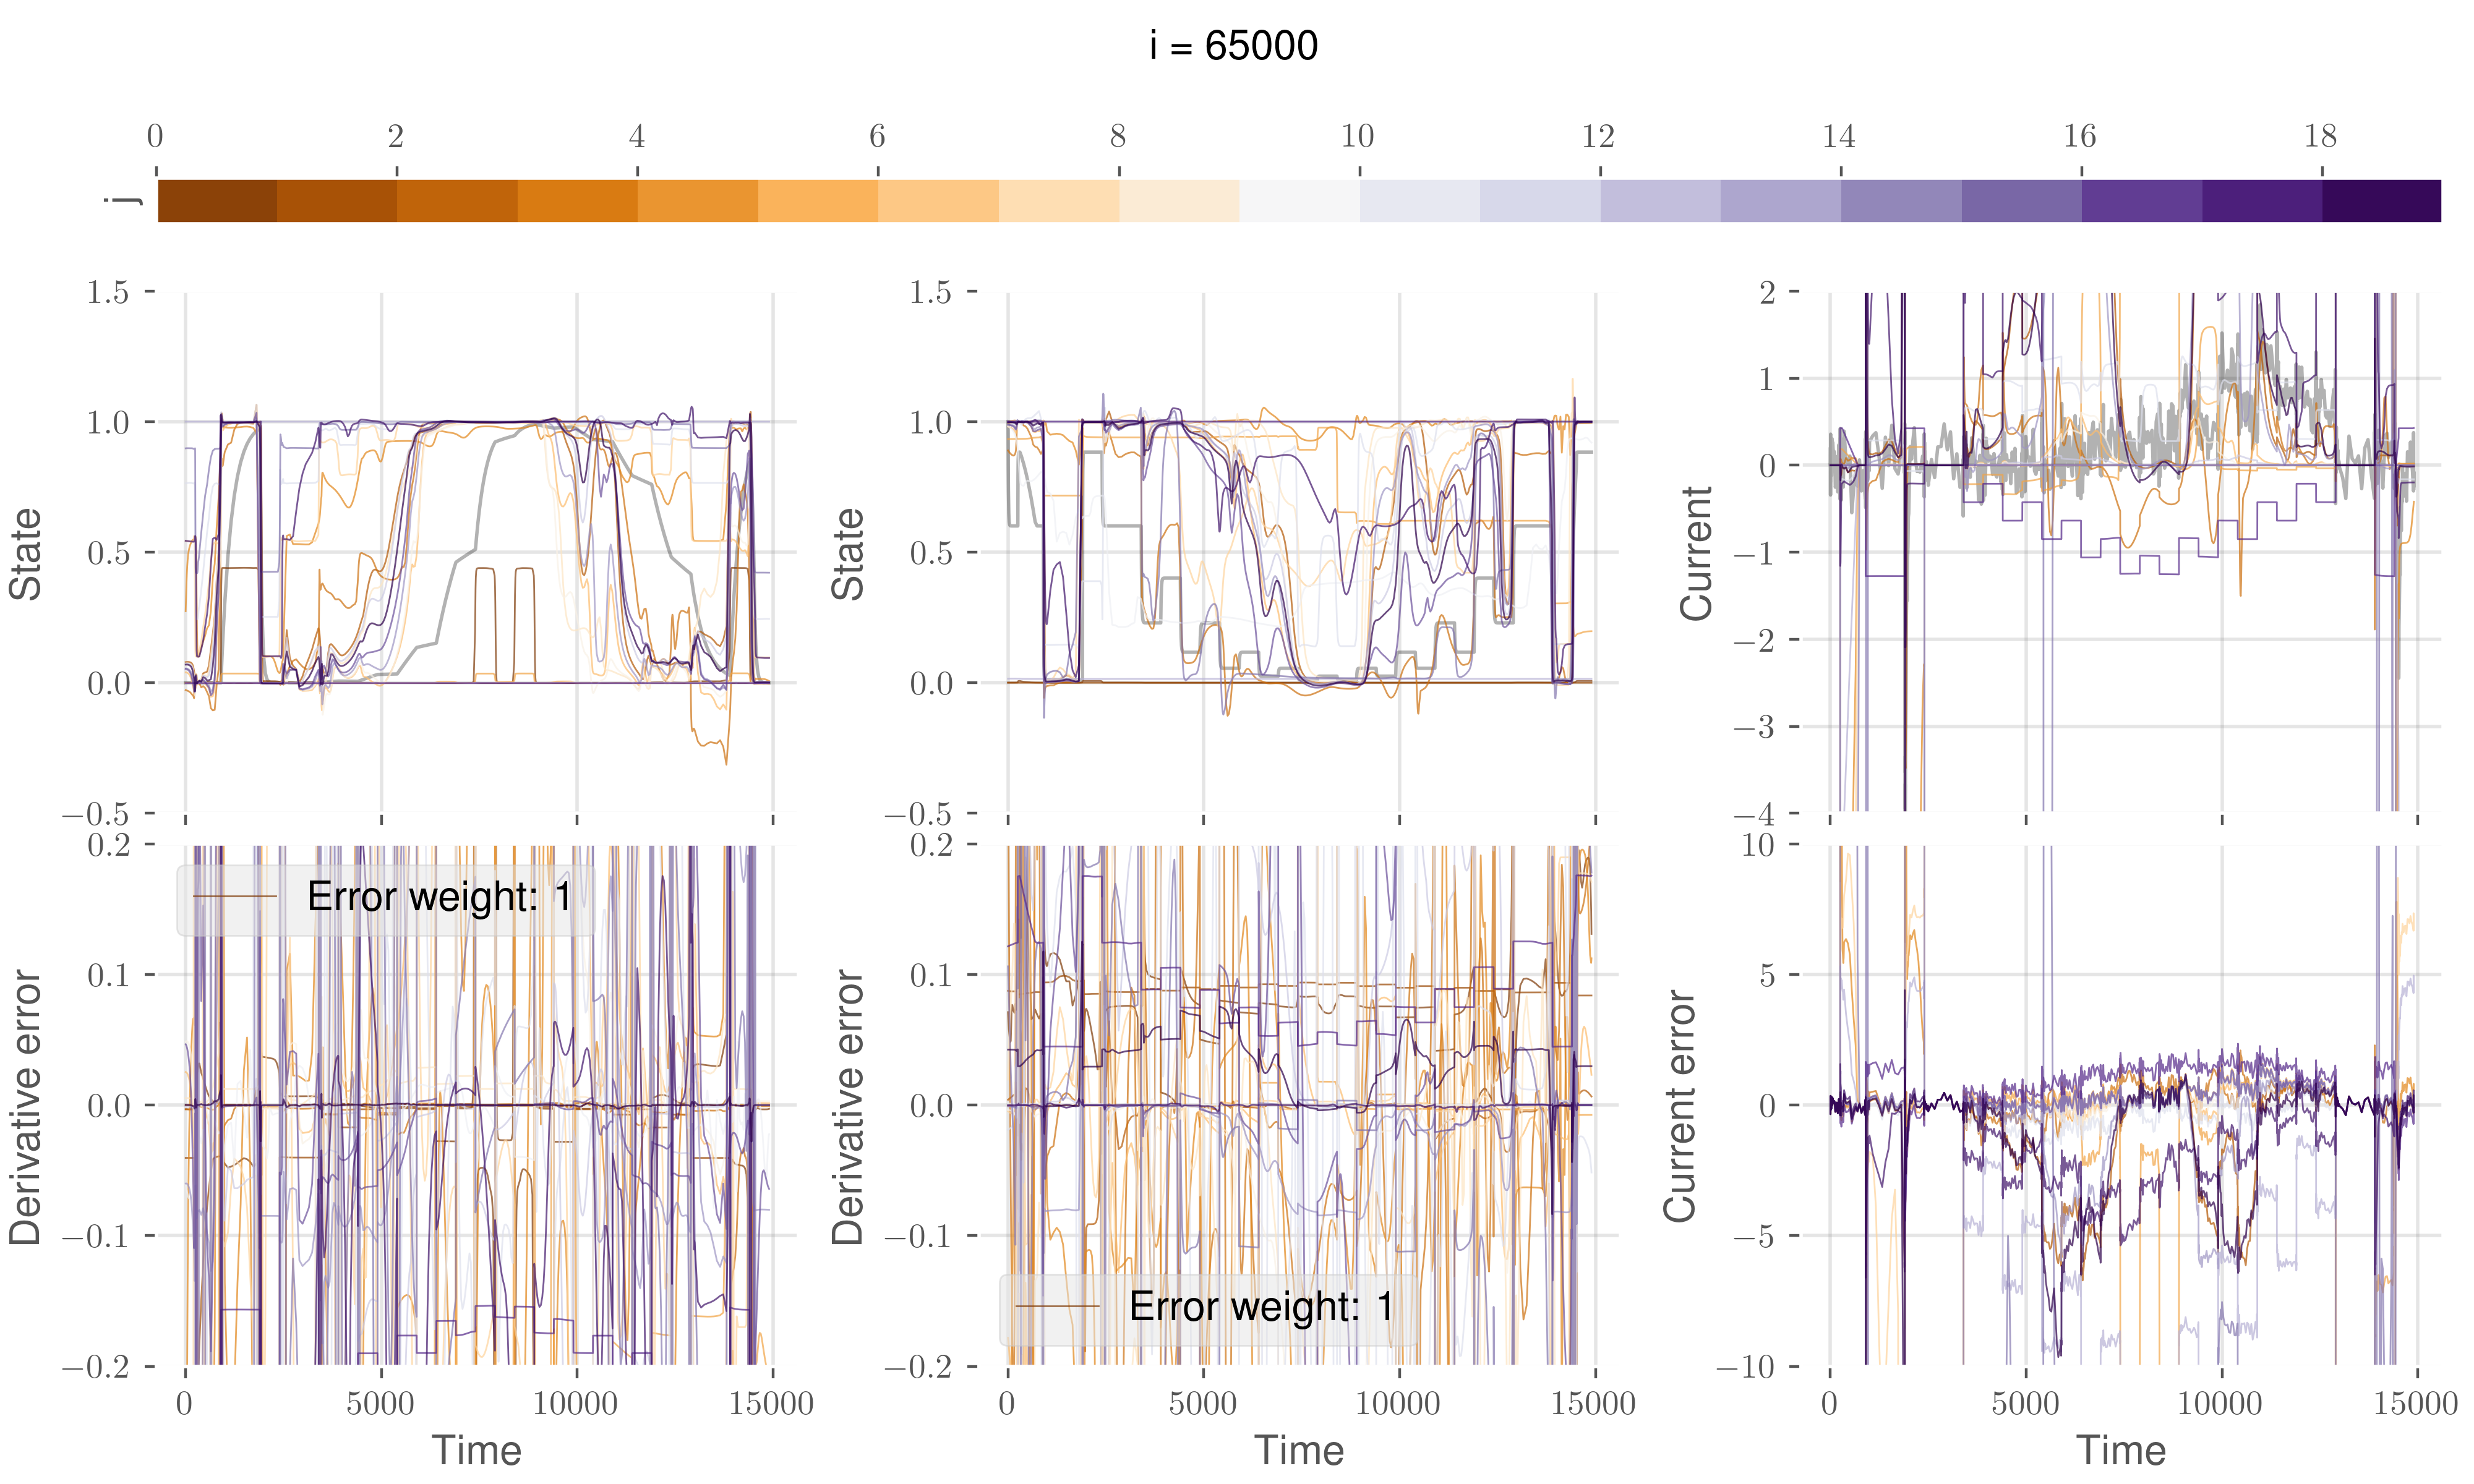 i = 65000
0 2 4 6 8 10 12 14 16 18
j
1.5 1.0 0.5 0.0 −0.5
State
1.5 1.0 0.5 0.0 −0.5
State
2 1 0 −1 −2 −3 −4
Current
0.2 0.1 0.0 −0.1 −0.2
Derivative error
Error weight: 1
0 5000 10000 15000
Time
0.2 0.1 0.0 −0.1 −0.2
Derivative error
Error weight: 1
0 5000 10000 15000
Time
10 5 0 −5 −10
Current error
0 5000 10000 15000
Time